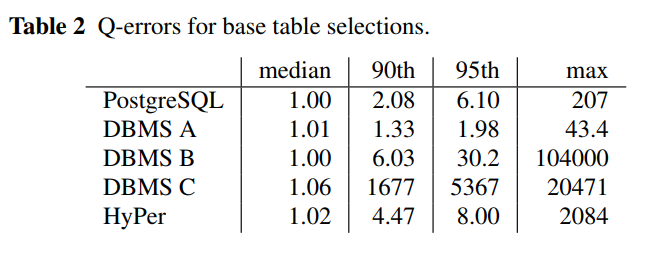 Table 2 Q-errors for base table selections.
median 90th 95th max
PostgreSQL 1.00 2.08 6.10 207
DBMS A 1.01 1.33 1.98 43.4
DBMS B 1.00 6.03 30.2 104000
DBMS C 1.06 1677 5367 20471
HyPer 1.02 4.47 8.00 2084